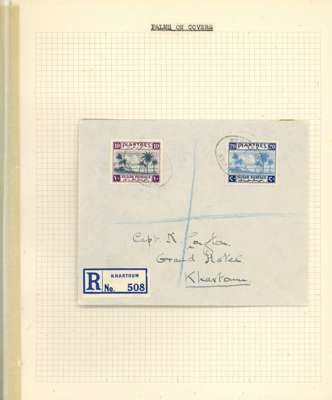 PALMS ON COVERS
10 PIASTRES 10
SUDAN POSTAGE
20 PIASTRES 20
SUDAN POSTAGE
Capt. K.
Grand Hotel
Khartoum
R KHARTOUM
No. 508